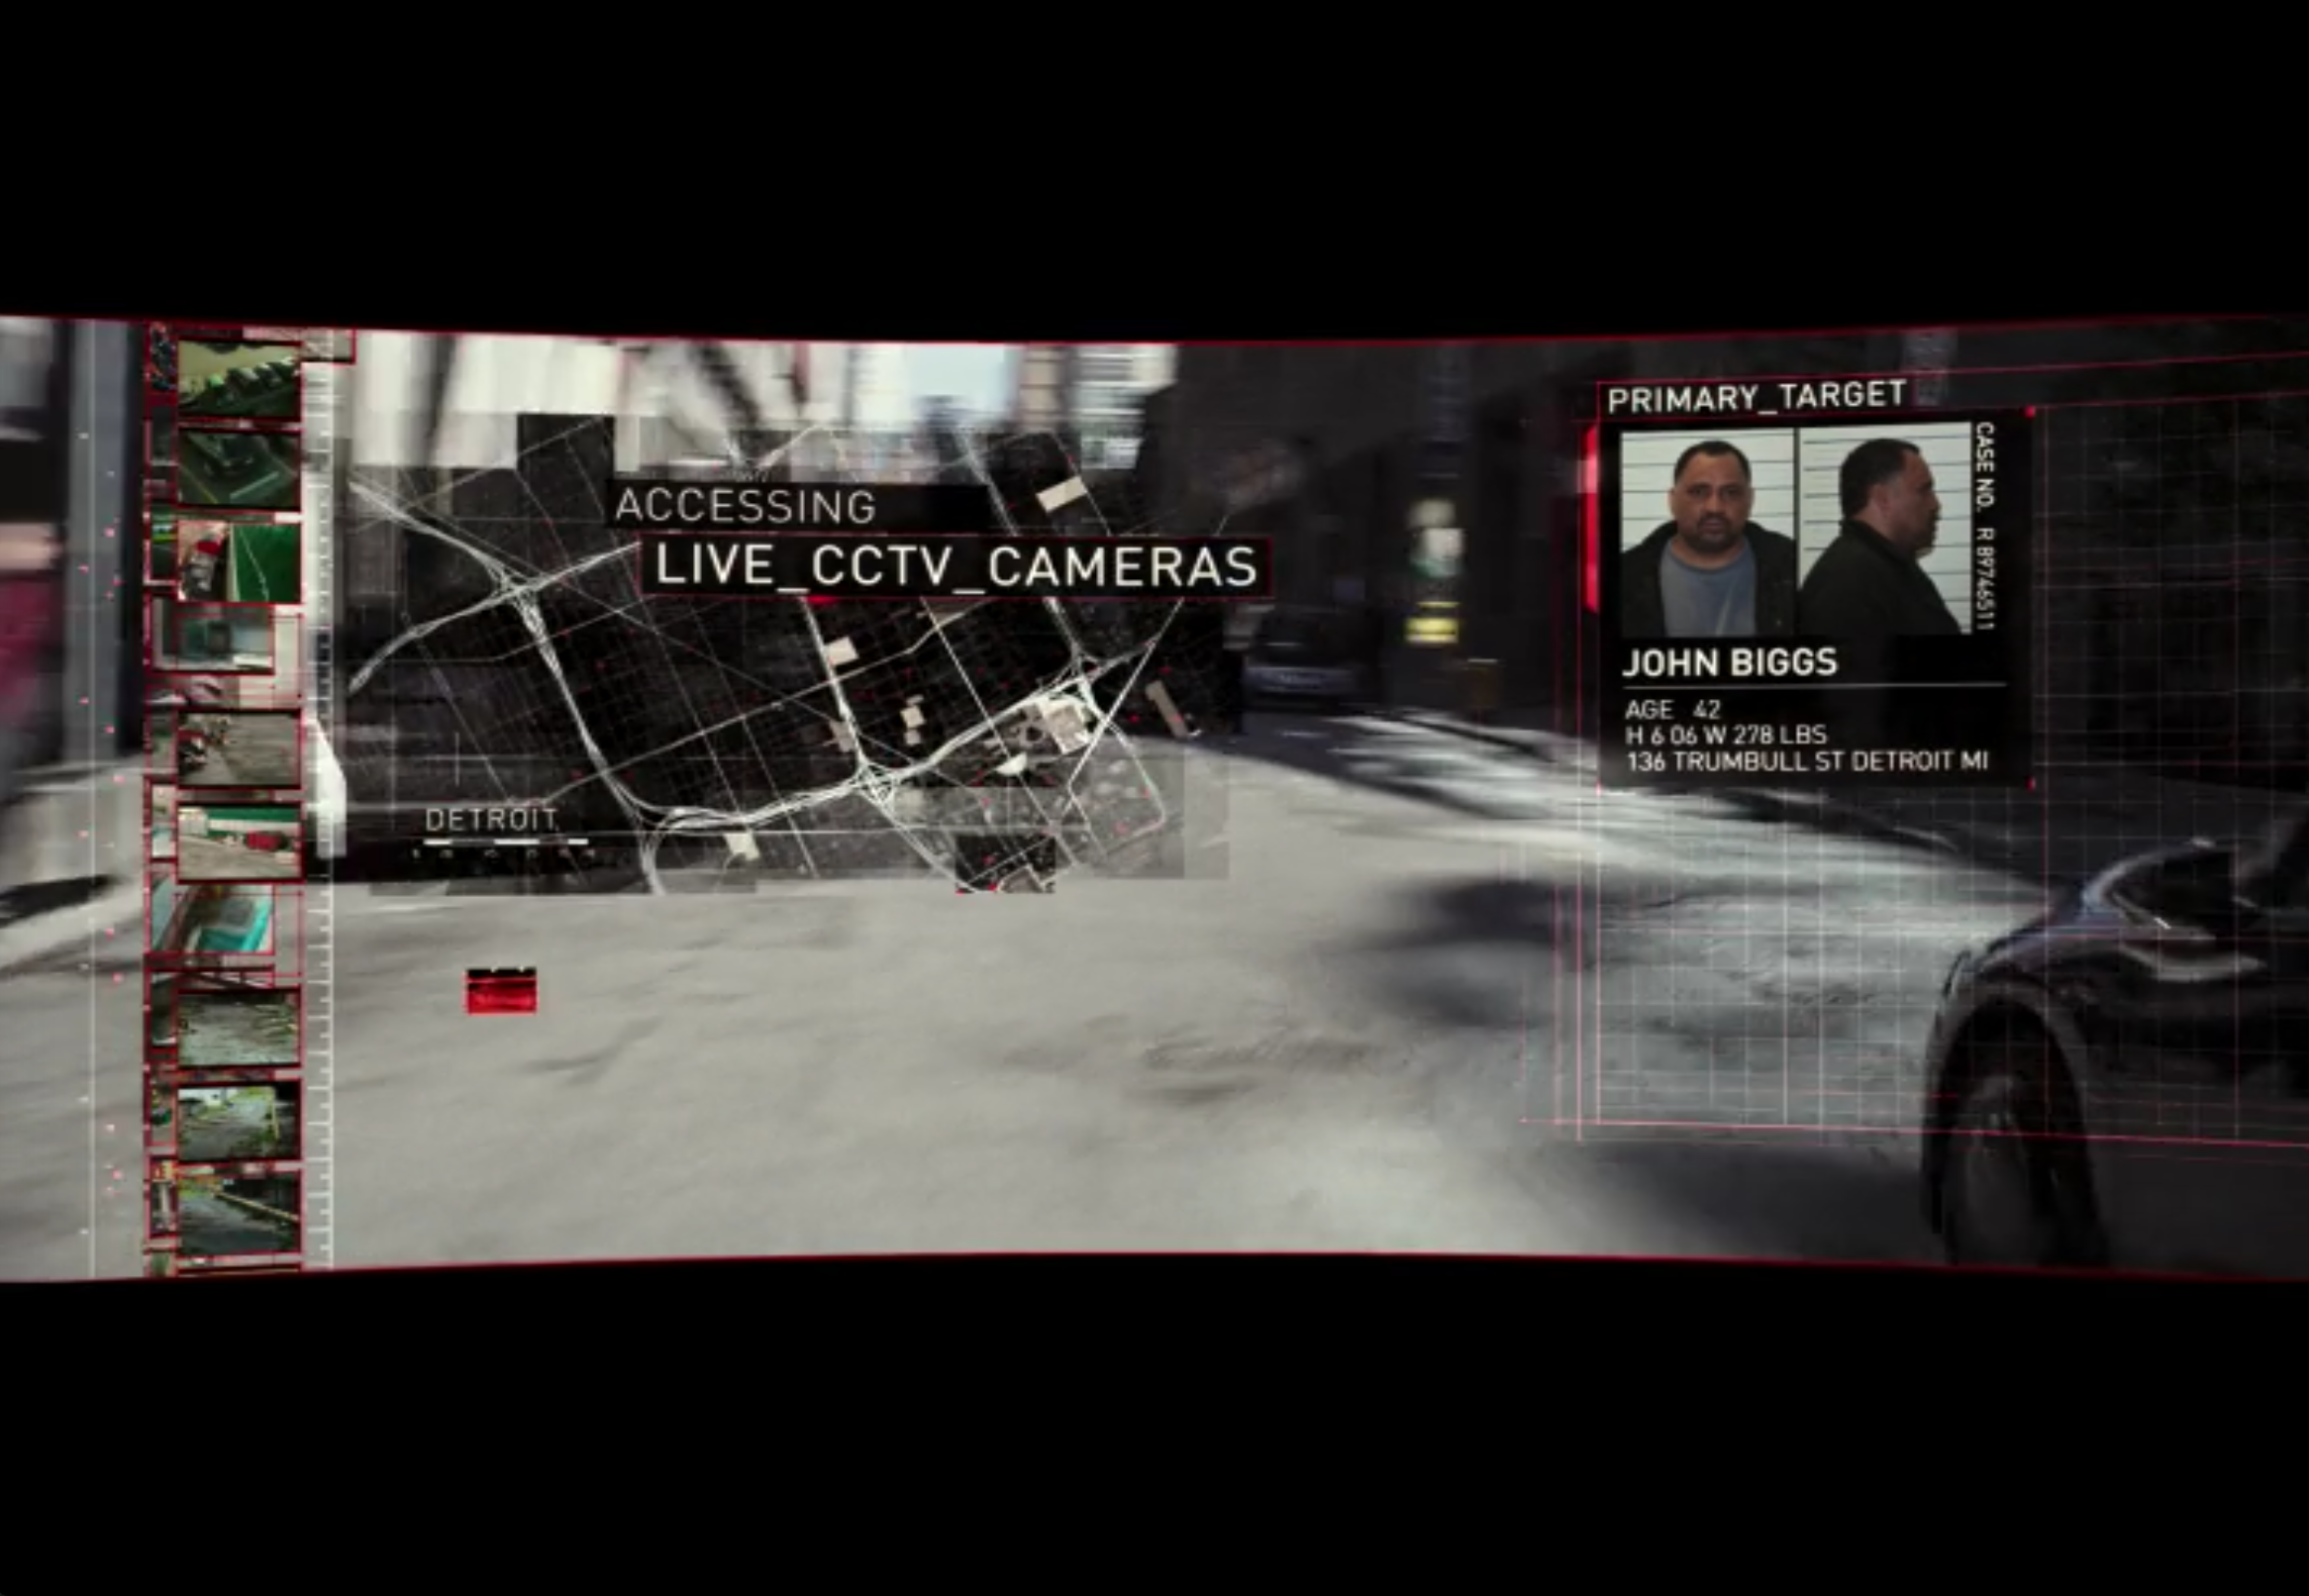 ACCESSING
LIVE_CCTV_CAMERAS
DETROIT
PRIMARY_TARGET
CASE NO. R 89746511
JOHN BIGGS
AGE 42
H 6 06 W 278 LBS
136 TRUMBULL ST DETROIT MI